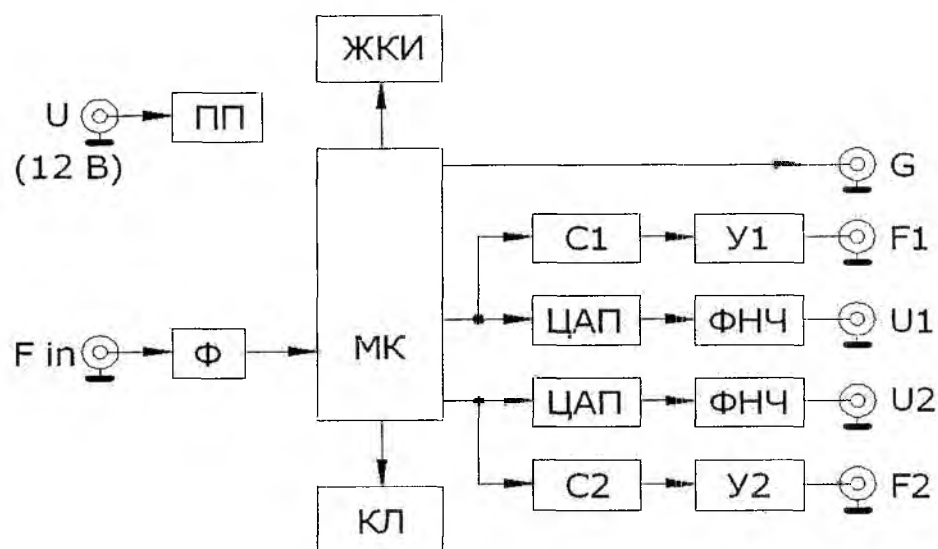 ЖКИ
U
ПП
(12 В)
G
С1
У1
F1
ЦАП
ФНЧ
U1
F in
Ф
МК
ЦАП
ФНЧ
U2
С2
У2
F2
КЛ